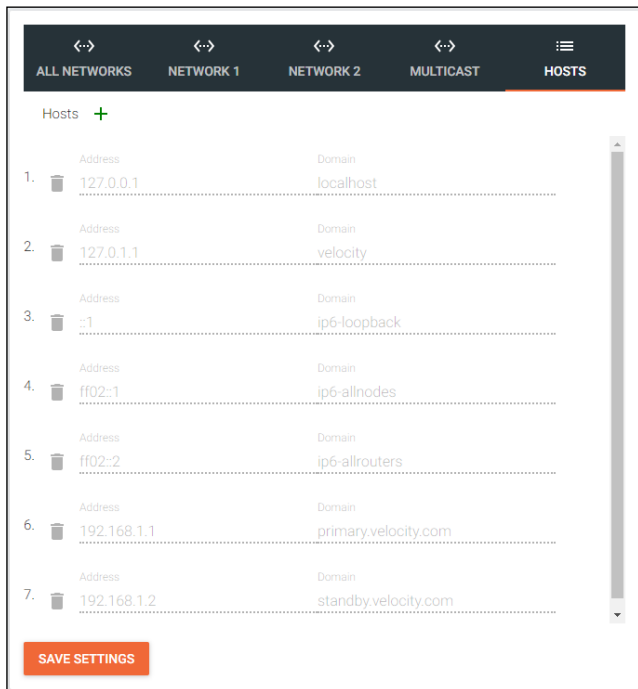 ALL NETWORKS NETWORK 1 NETWORK 2 MULTICAST HOSTS
Hosts +
Address Domain
1. 127.0.0.1 localhost
Address Domain
2. 127.0.1.1 velocity
Address Domain
3. ::1 ip6-loopback
Address Domain
4. ff02::1 ip6-allnodes
Address Domain
5. ff02::2 ip6-allrouters
Address Domain
6. 192.168.1.1 primary.velocity.com
Address Domain
7. 192.168.1.2 standby.velocity.com
SAVE SETTINGS